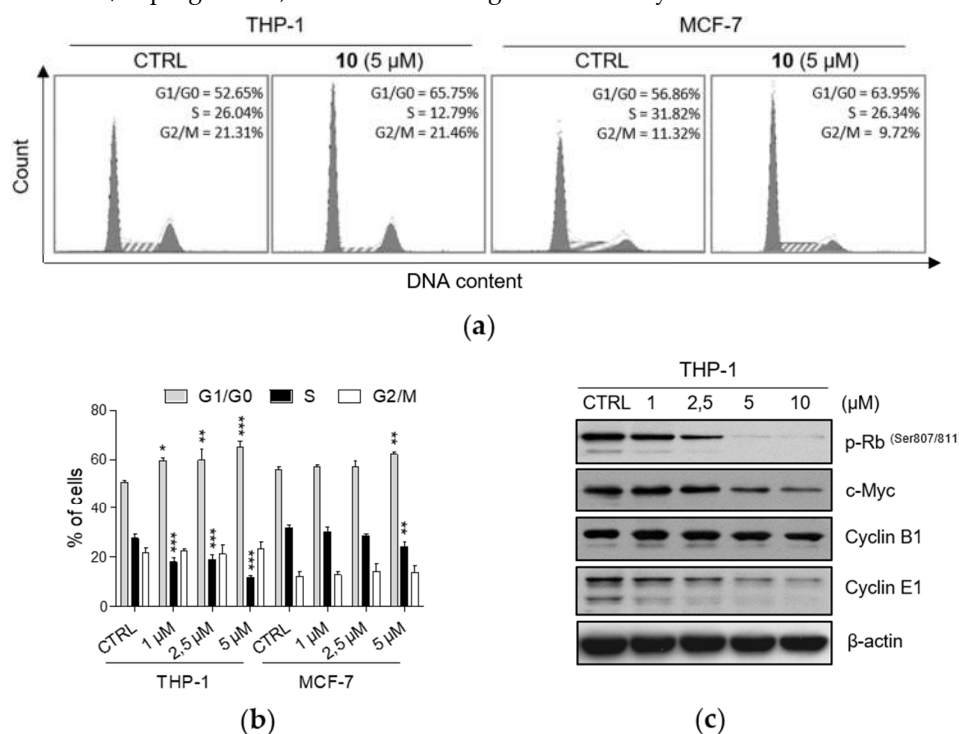 THP-1 MCF-7
CTRL 10 (5 µM) CTRL 10 (5 µM)
G1/G0 = 52.65%
S = 26.04%
G2/M = 21.31%
G1/G0 = 65.75%
S = 12.79%
G2/M = 21.46%
G1/G0 = 56.86%
S = 31.82%
G2/M = 11.32%
G1/G0 = 63.95%
S = 26.34%
G2/M = 9.72%
Count
DNA content
(a)
G1/G0 S G2/M
% of cells
80
60
40
20
0
* ** *** **
*** *** *** **
CTRL 1 µM 2,5 µM 5 µM CTRL 1 µM 2,5 µM 5 µM
THP-1 MCF-7
(b)
THP-1
CTRL 1 2,5 5 10 (µM)
p-Rb (Ser807/811)
c-Myc
Cyclin B1
Cyclin E1
β-actin
(c)